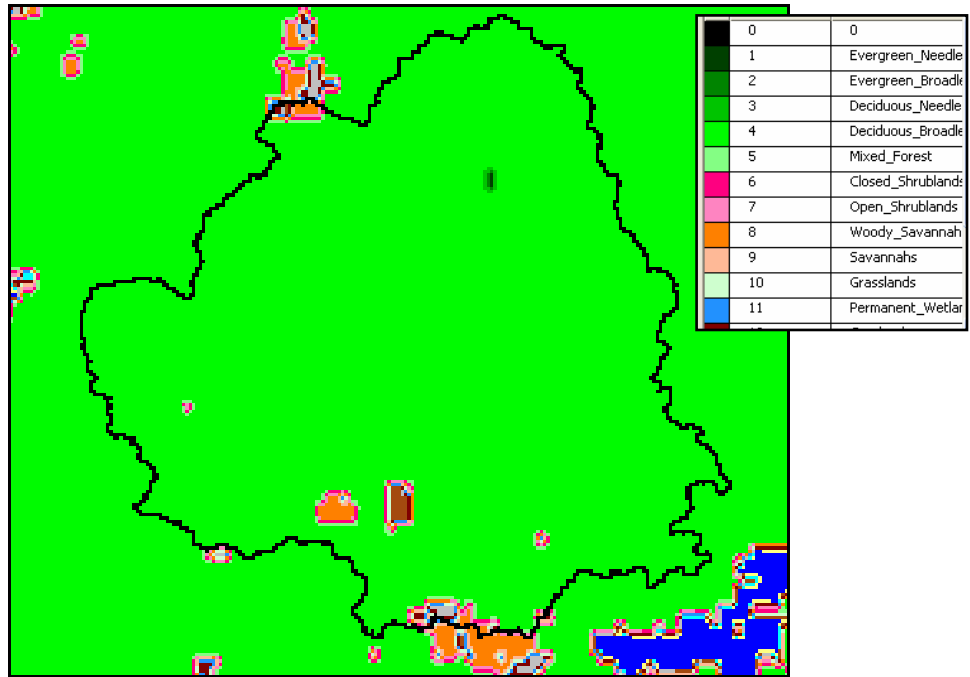 0 0
1 Evergreen_Needle
2 Evergreen_Broadle
3 Deciduous_Needle
4 Deciduous_Broadle
5 Mixed_Forest
6 Closed_Shrublands
7 Open_Shrublands
8 Woody_Savannah
9 Savannahs
10 Grasslands
11 Permanent_Wetlar